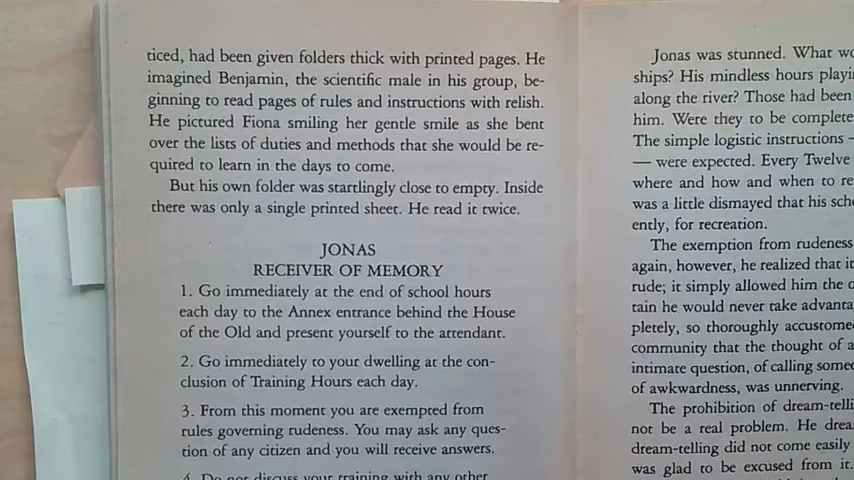 ticed, had been given folders thick with printed pages. He
imagined Benjamin, the scientific male in his group, be-
ginning to read pages of rules and instructions with relish.
He pictured Fiona smiling her gentle smile as she bent
over the lists of duties and methods that she would be re-
quired to learn in the days to come.
But his own folder was startlingly close to empty. Inside
there was only a single printed sheet. He read it twice.
JONAS
RECEIVER OF MEMORY
1. Go immediately at the end of school hours
each day to the Annex entrance behind the House
of the Old and present yourself to the attendant.
2. Go immediately to your dwelling at the con-
clusion of Training Hours each day.
3. From this moment you are exempted from
rules governing rudeness. You may ask any ques-
tion of any citizen and you will receive answers.
4. Do not discuss your training with any other
Jonas was stunned. What
ships? His mindless hours
along the river? Those had been
him. Were they to be
The simple logistic instructions —
— were expected. Every Twelve
where and how and when to
was a little dismayed that his
ently, for recreation.
The exemption from rudeness
again, however, he realized that it
rude; it simply allowed him the
tain he would never take
pletely, so thoroughly
community that the thought of a
intimate question, of calling
of awkwardness, was unnerving.
The prohibition of
not be a real problem. He
dream-telling did not come easily
was glad to be excused from it.